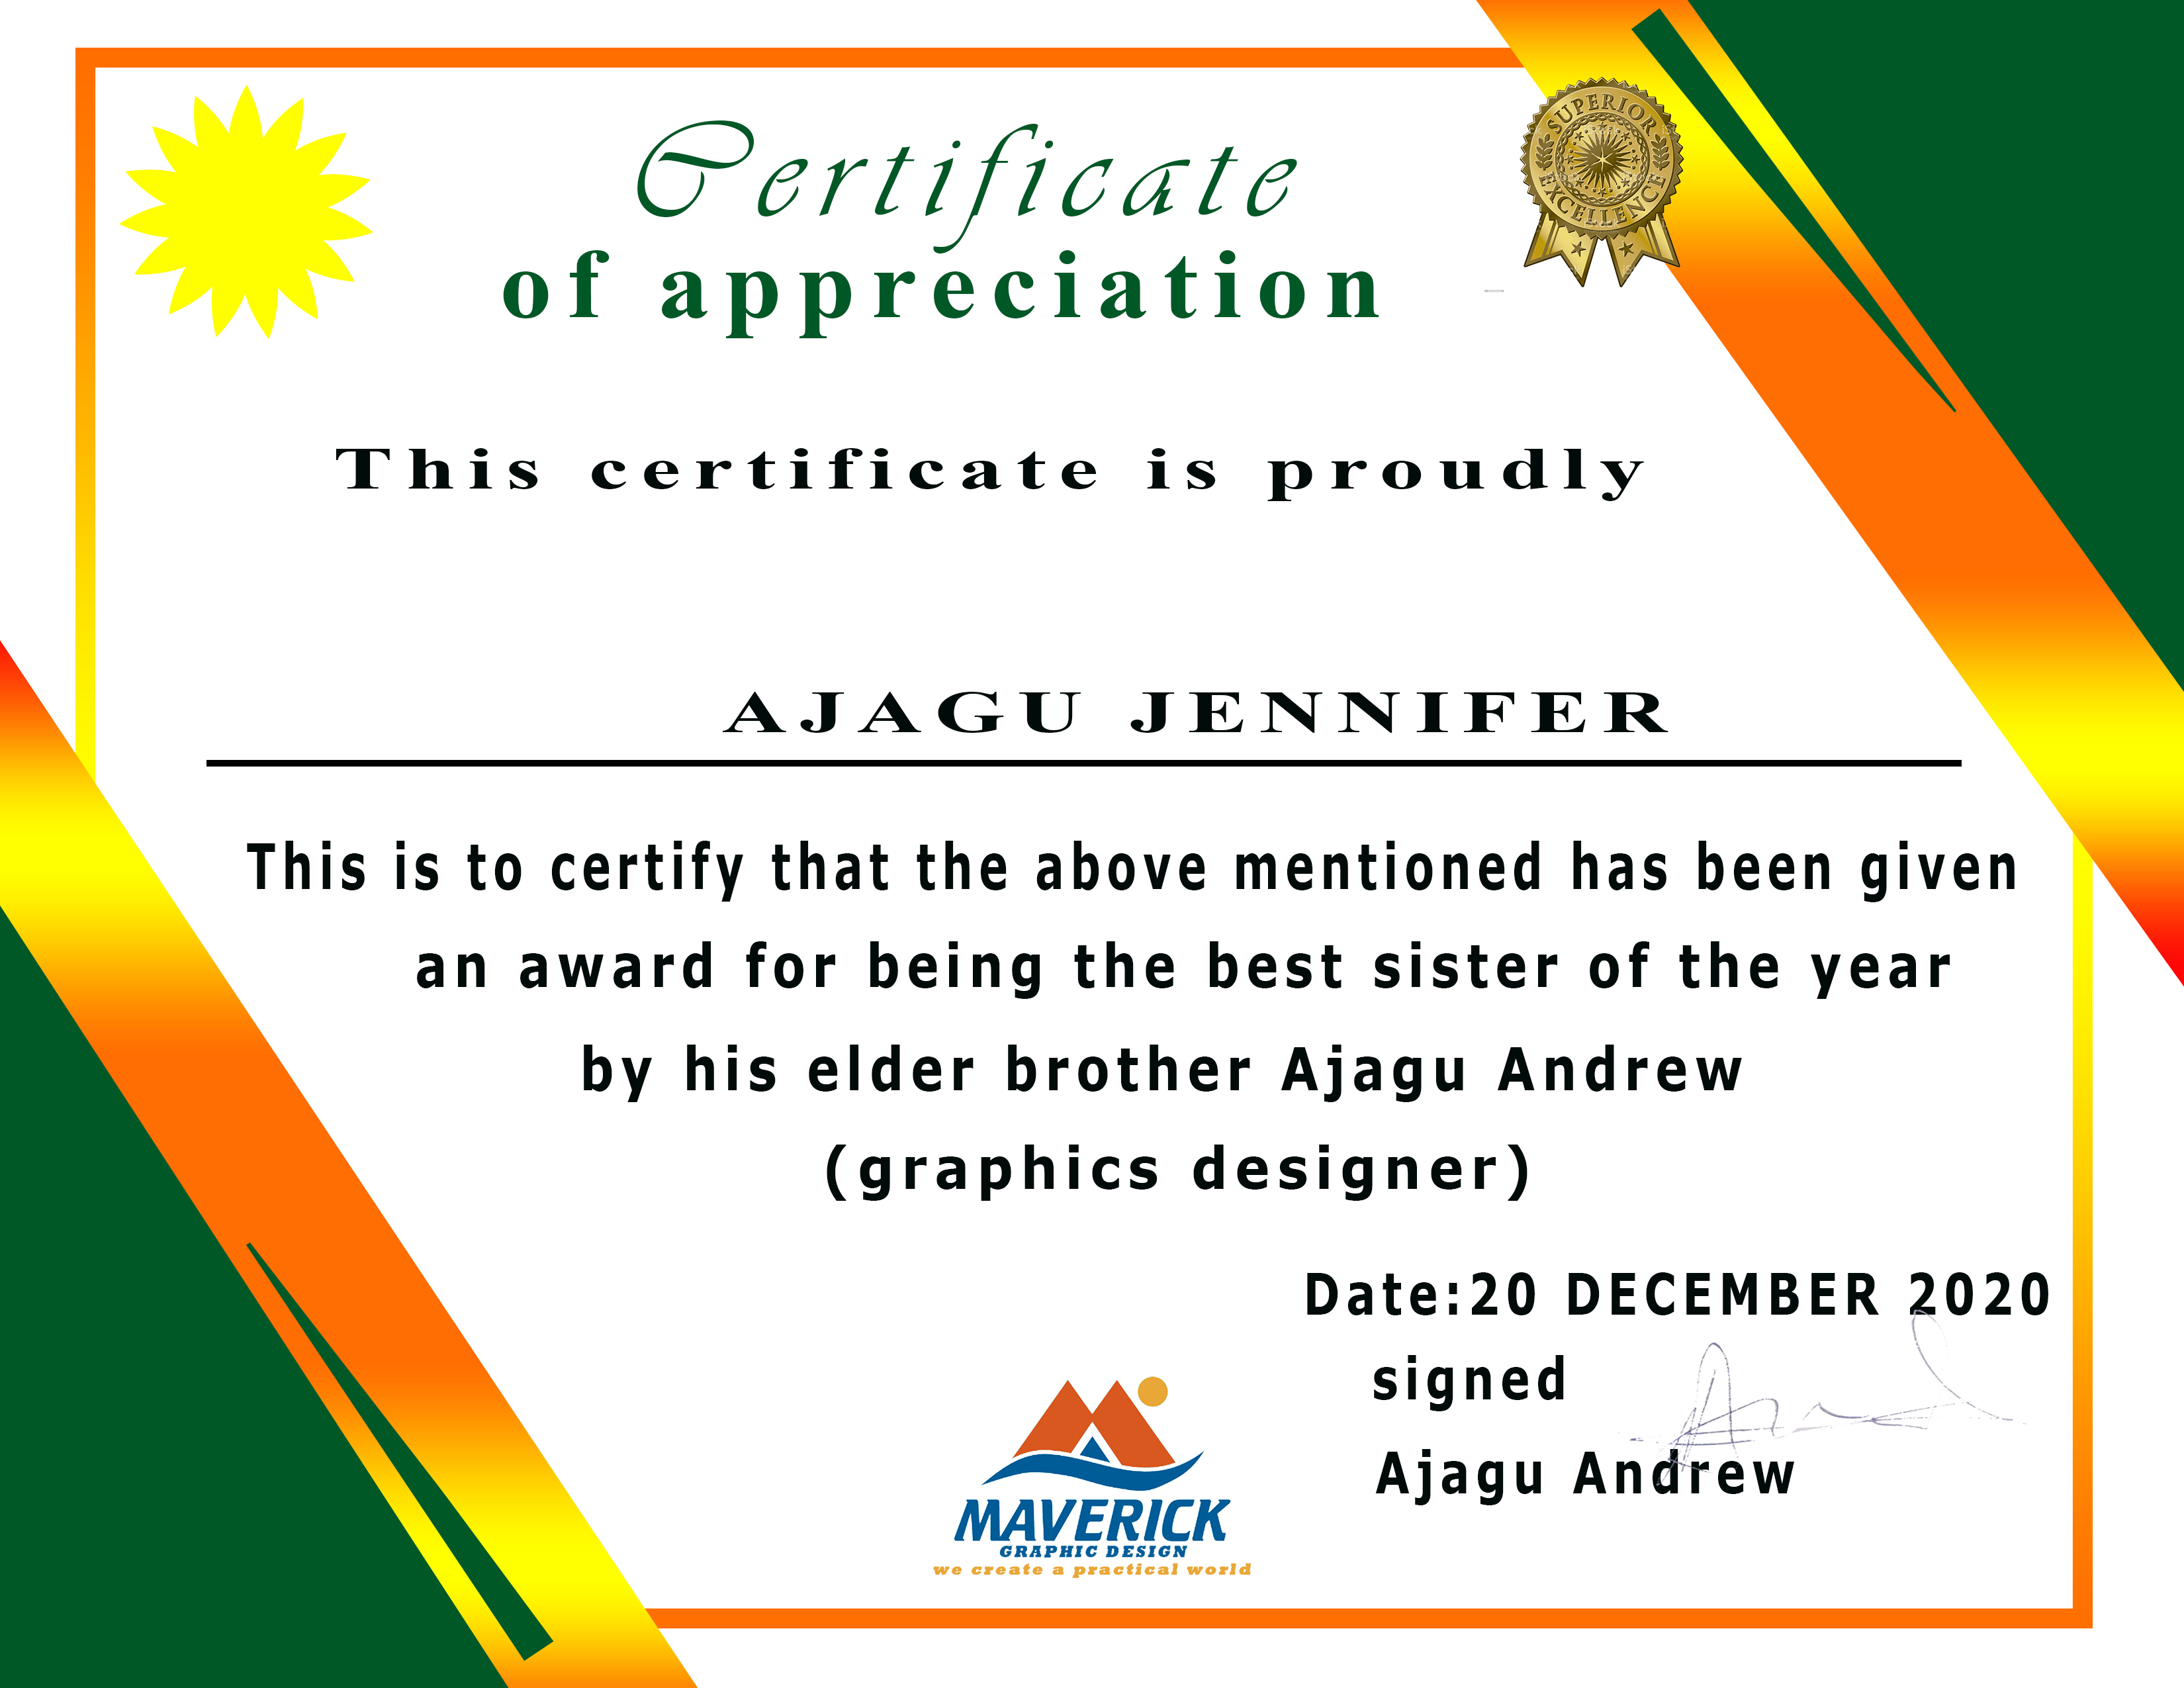 Certificate
of appreciation
SUPERIOR
EXCELLENCE
This certificate is proudly
AJAGU JENNIFER
This is to certify that the above mentioned has been given
an award for being the best sister of the year
by his elder brother Ajagu Andrew
(graphics designer)
Date:20 DECEMBER 2020
signed
Ajagu Andrew
MAVERICK
GRAPHIC DESIGN
we create a practical world